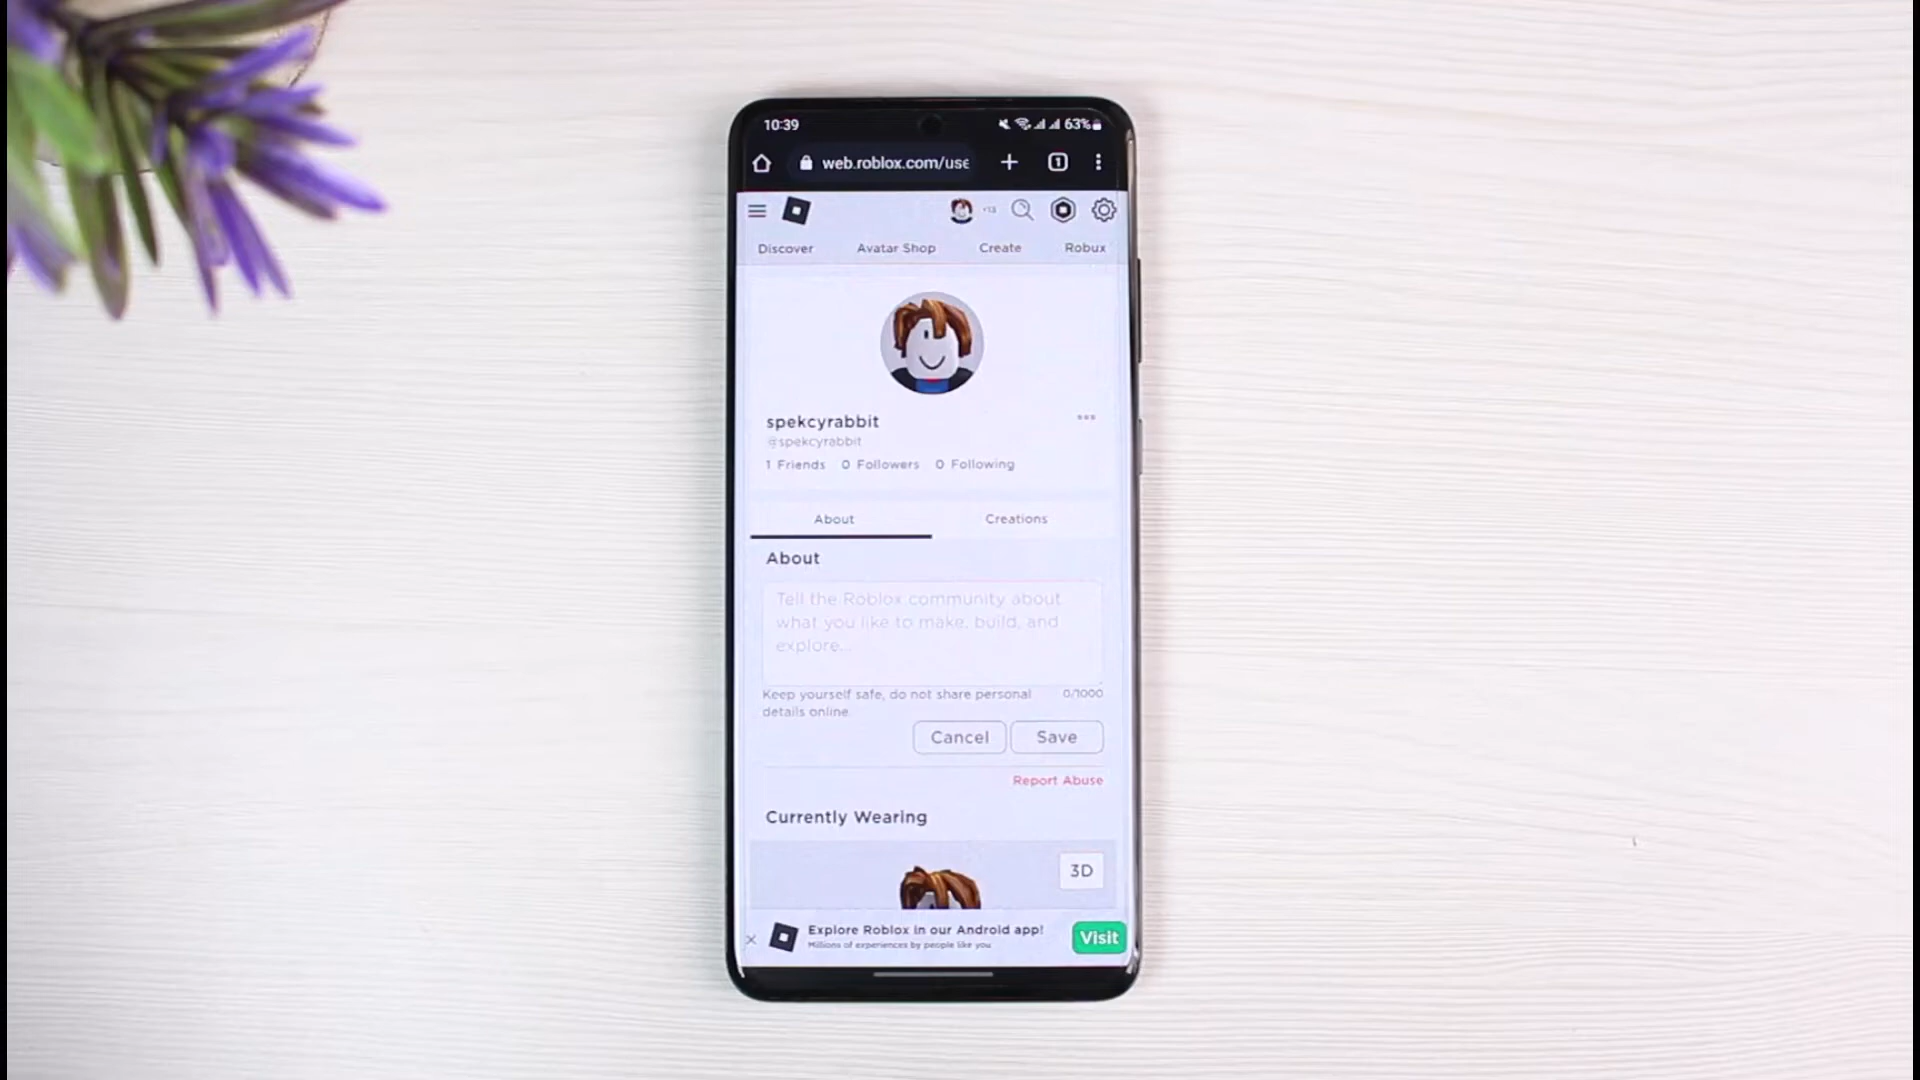 10:39
63%
web.roblox.com/use
1
+13
Discover Avatar Shop Create Robux
spekcyrabbit
@spekcyrabbit
1 Friends 0 Followers 0 Following
About Creations
About
Tell the Roblox community about
what you like to make, build, and
explore...
Keep yourself safe, do not share personal 0/1000
details online.
Cancel Save
Report Abuse
Currently Wearing
3D
Explore Roblox in our Android app!
Millions of experiences by people like you
Visit